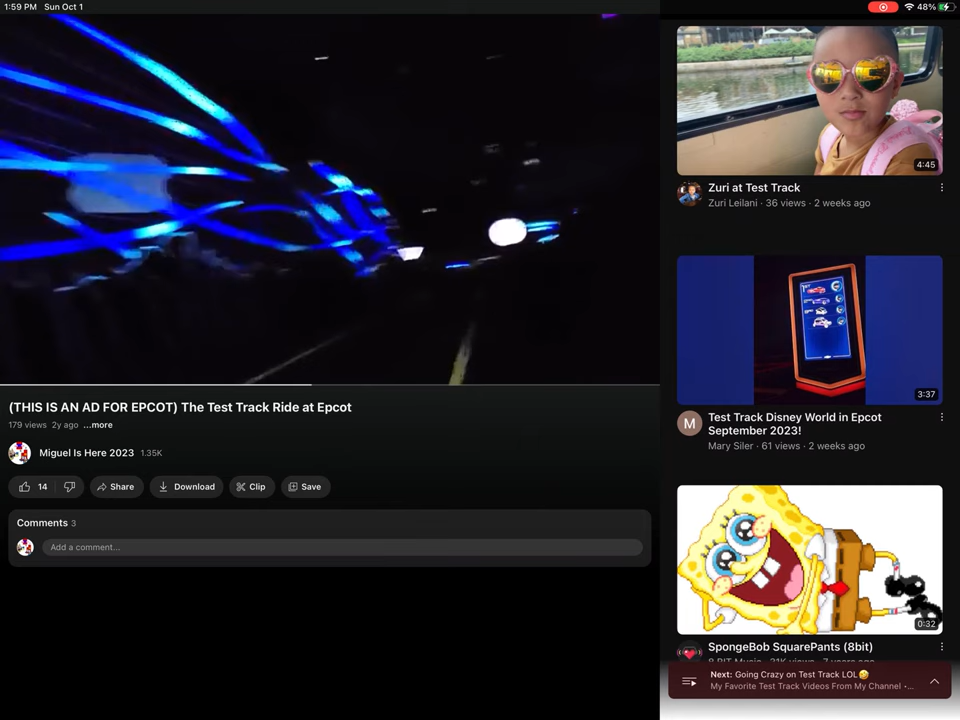 1:59 PM Sun Oct 1
48%
(THIS IS AN AD FOR EPCOT) The Test Track Ride at Epcot
179 views 2y ago ...more
Miguel Is Here 2023 1.35K
14
Share
Download
Clip
Save
Comments 3
Add a comment...
4:45
Zuri at Test Track
Zuri Leilani · 36 views · 2 weeks ago
3:37
M
Test Track Disney World in Epcot
September 2023!
Mary Siler · 61 views · 2 weeks ago
0:32
SpongeBob SquarePants (8bit)
Next: Going Crazy on Test Track LOL🤣
My Favorite Test Track Videos From My Channel •...